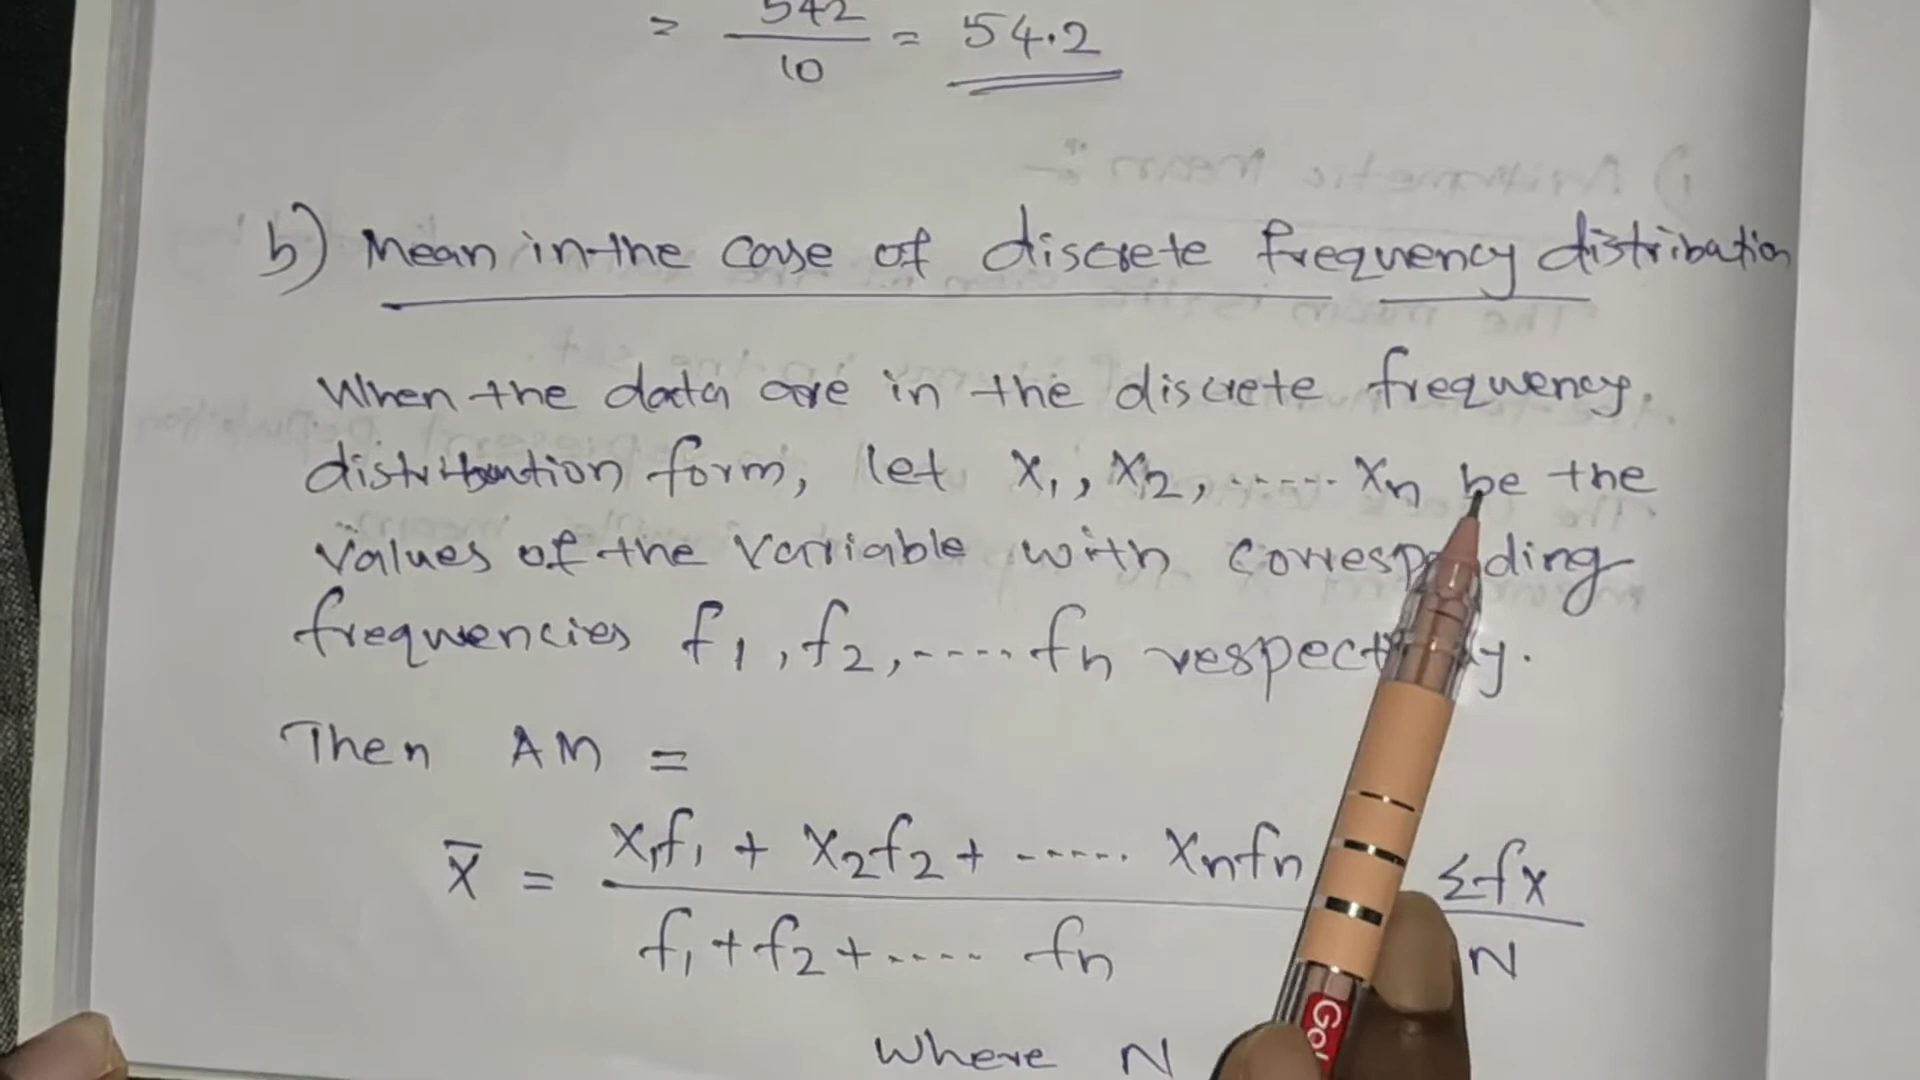 = 542/10 = 54.2
b) Mean in the case of discrete frequency distribution
When the data are in the discrete frequency
distribution form, let x₁, x₂, ..... xₙ be the
values of the variable with corresponding
frequencies f₁, f₂, ..... fₙ respectively.
Then AM =
x̄ = x₁f₁ + x₂f₂ + ..... xₙfₙ / f₁ + f₂ + ..... fₙ Σfx / N
Where N
Go!